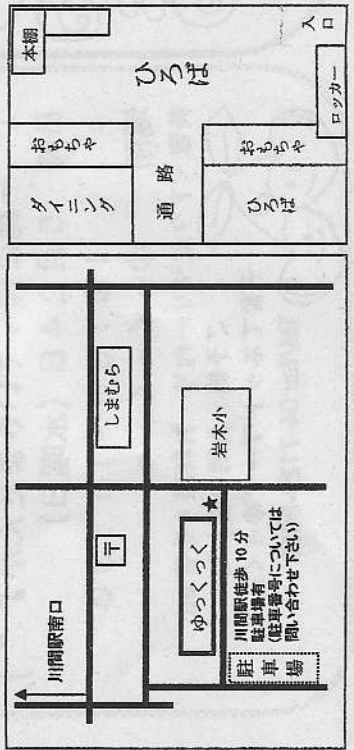 本棚
ひろば
入口
ロッカー
おもちゃ
おもちゃ
ダイニング
通路
ひろば
川間駅南口
〒
しまむら
ゆっくっく
★
岩木小
川間駅徒歩10分
駐車場有
(駐車番号については
問い合わせ下さい)
駐車場